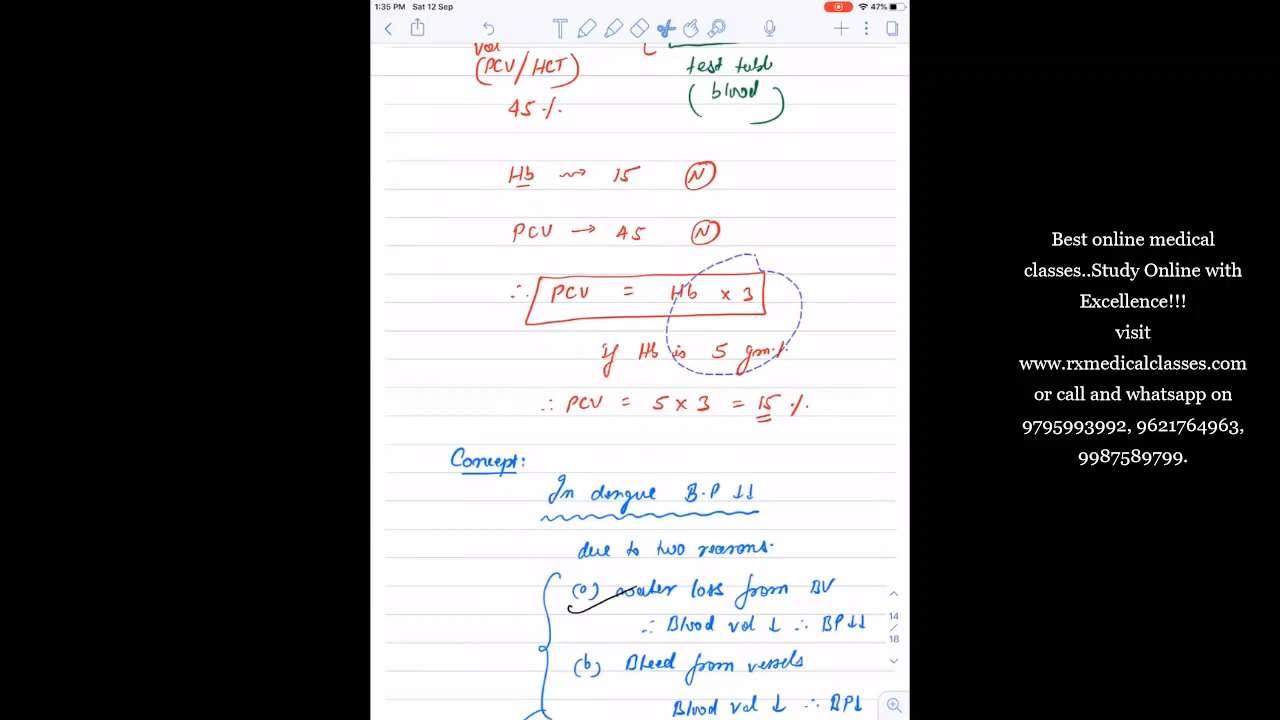 1:35 PM Sat 12 Sep
47%
T
(PCV/HCT)
45 %
test tube
(blood)
Hb ⇝ 15 N
PCV → 45 N
∴ PCV = Hb × 3
if Hb is 5 gm%
∴ PCV = 5 × 3 = 15 %
Concept:
In dengue B.P ↓↓
due to two reasons.
(a) water loss from BV
∴ Blood vol ↓ ∴ BP↓↓
(b) Bleed from vessels
Blood vol ↓ ∴ BP↓
14
/
18
Best online medical
classes..Study Online with
Excellence!!!
visit
www.rxmedicalclasses.com
or call and whatsapp on
9795993992, 9621764963,
9987589799.